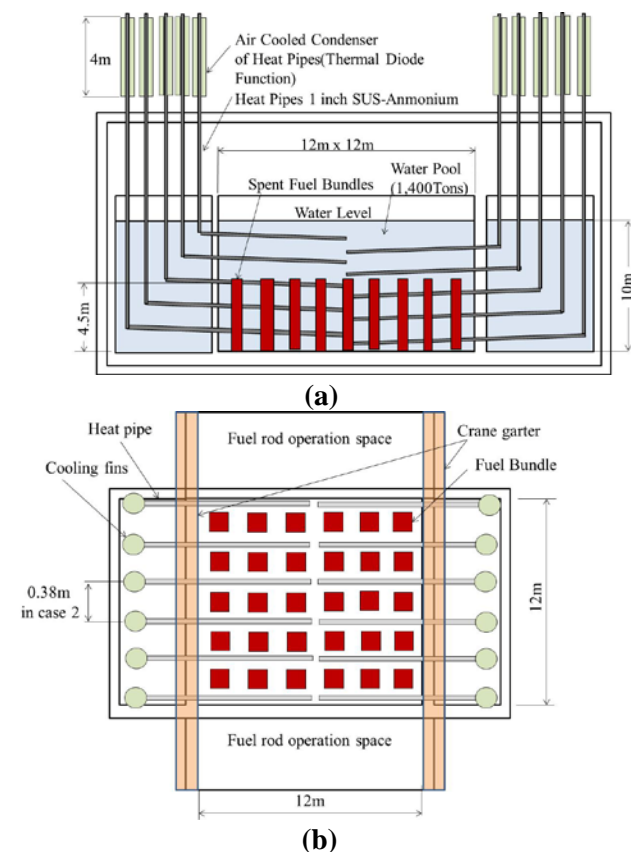 4m
Air Cooled Condenser
of Heat Pipes(Thermal Diode
Function)
Heat Pipes 1 inch SUS-Anmonium
12m x 12m
Spent Fuel Bundles
Water Pool
(1,400Tons)
Water Level
4.5m
10m
(a)
Heat pipe
Fuel rod operation space
Crane garter
Cooling fins
Fuel Bundle
0.38m
in case 2
12m
Fuel rod operation space
12m
(b)